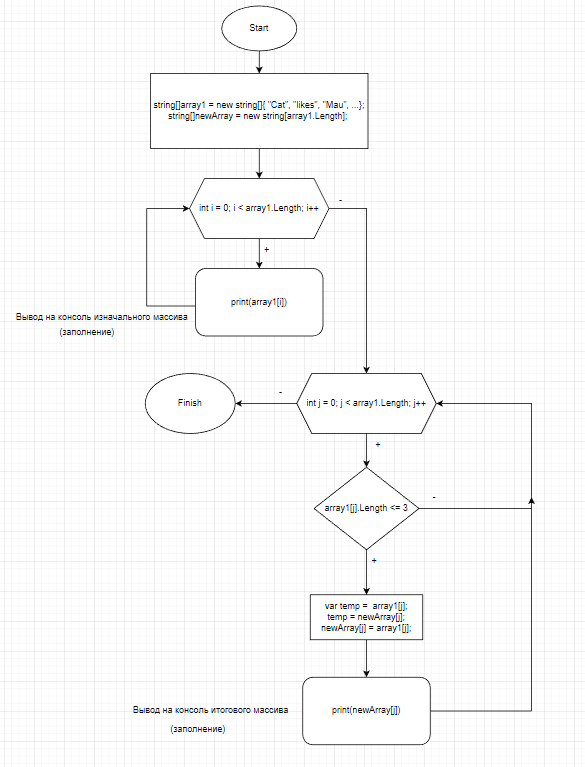 Start
string[]array1 = new string[]{ "Cat", "likes", "Mau", ...};
string[]newArray = new string[array1.Length];
int i = 0; i < array1.Length; i++
-
+
print(array1[i])
Вывод на консоль изначального массива
(заполнение)
int j = 0; j < array1.Length; j++
-
Finish
+
array1[j].Length <= 3
-
+
var temp = array1[j];
temp = newArray[j];
newArray[j] = array1[j];
print(newArray[j])
Вывод на консоль итогового массива
(заполнение)